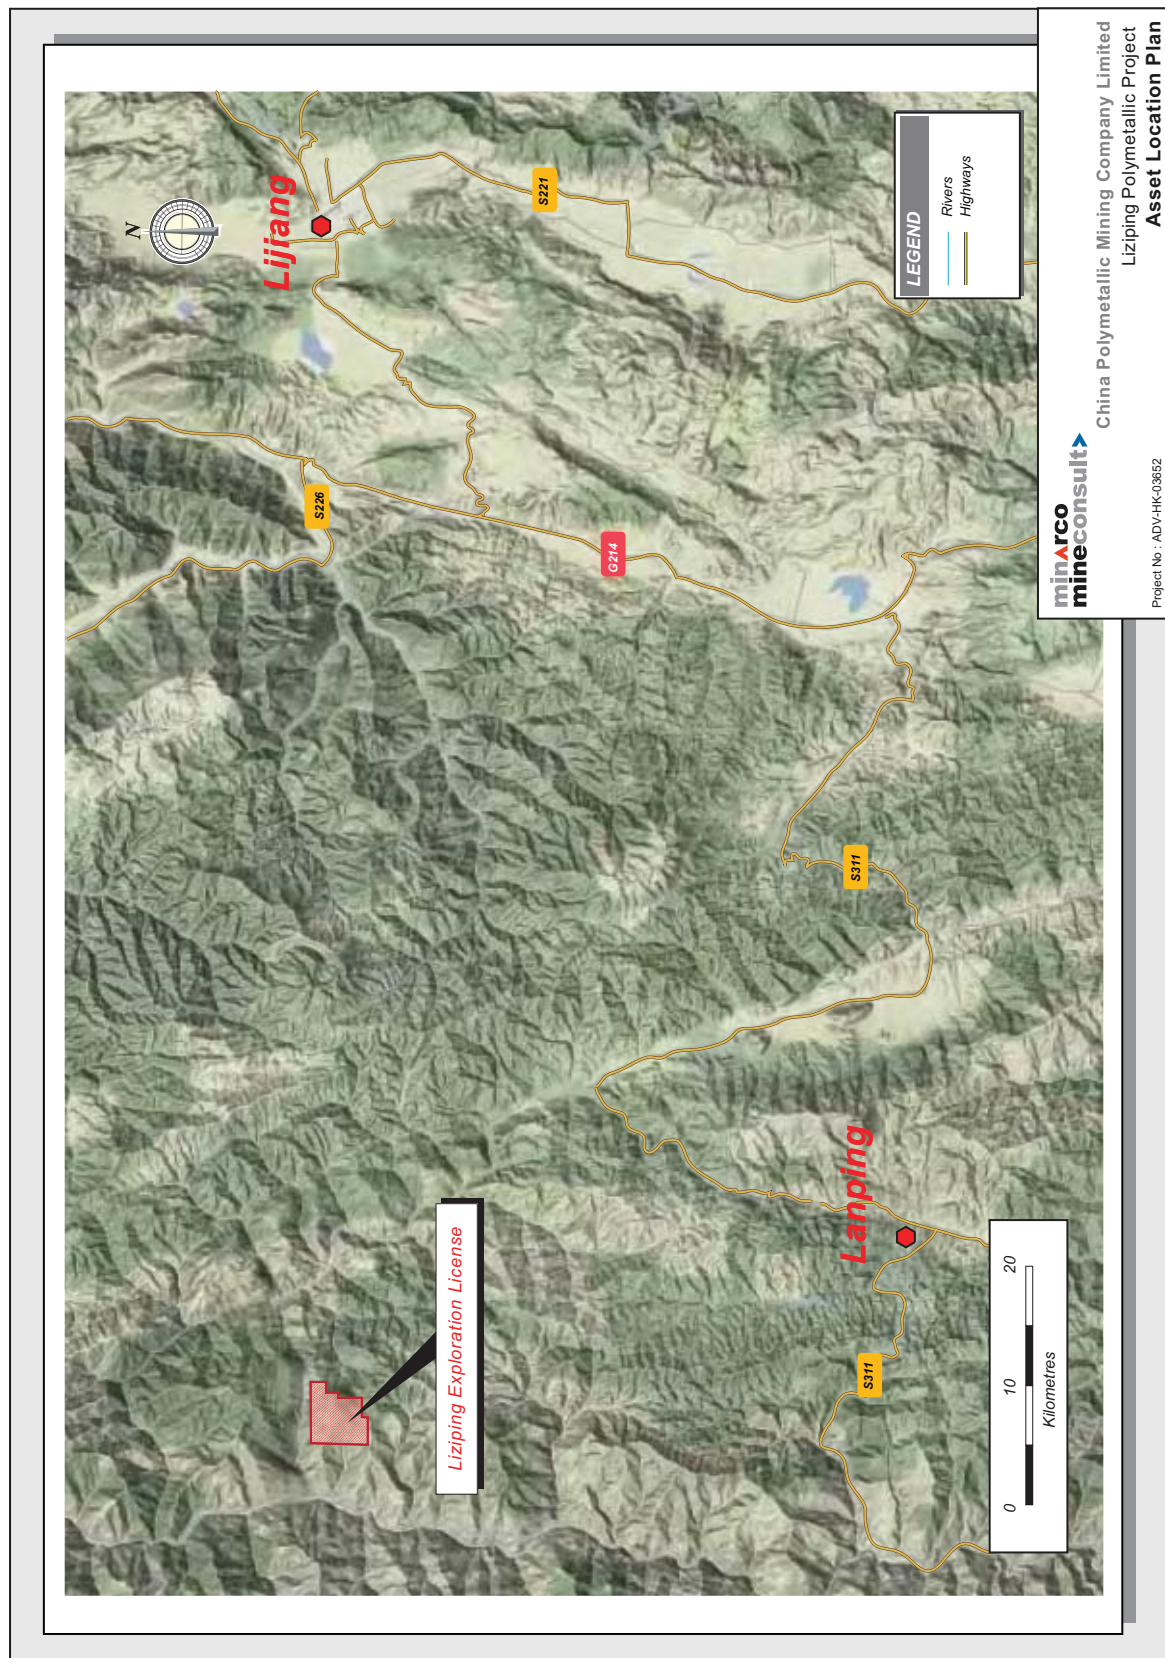 N
Lijiang
S226
S221
G214
S311
S311
Lanping
Liziping Exploration License
LEGEND
Rivers
Highways
0 10 20
Kilometres
minarco
mineconsult>
China Polymetallic Mining Company Limited
Liziping Polymetallic Project
Asset Location Plan
Project No : ADV-HK-03652